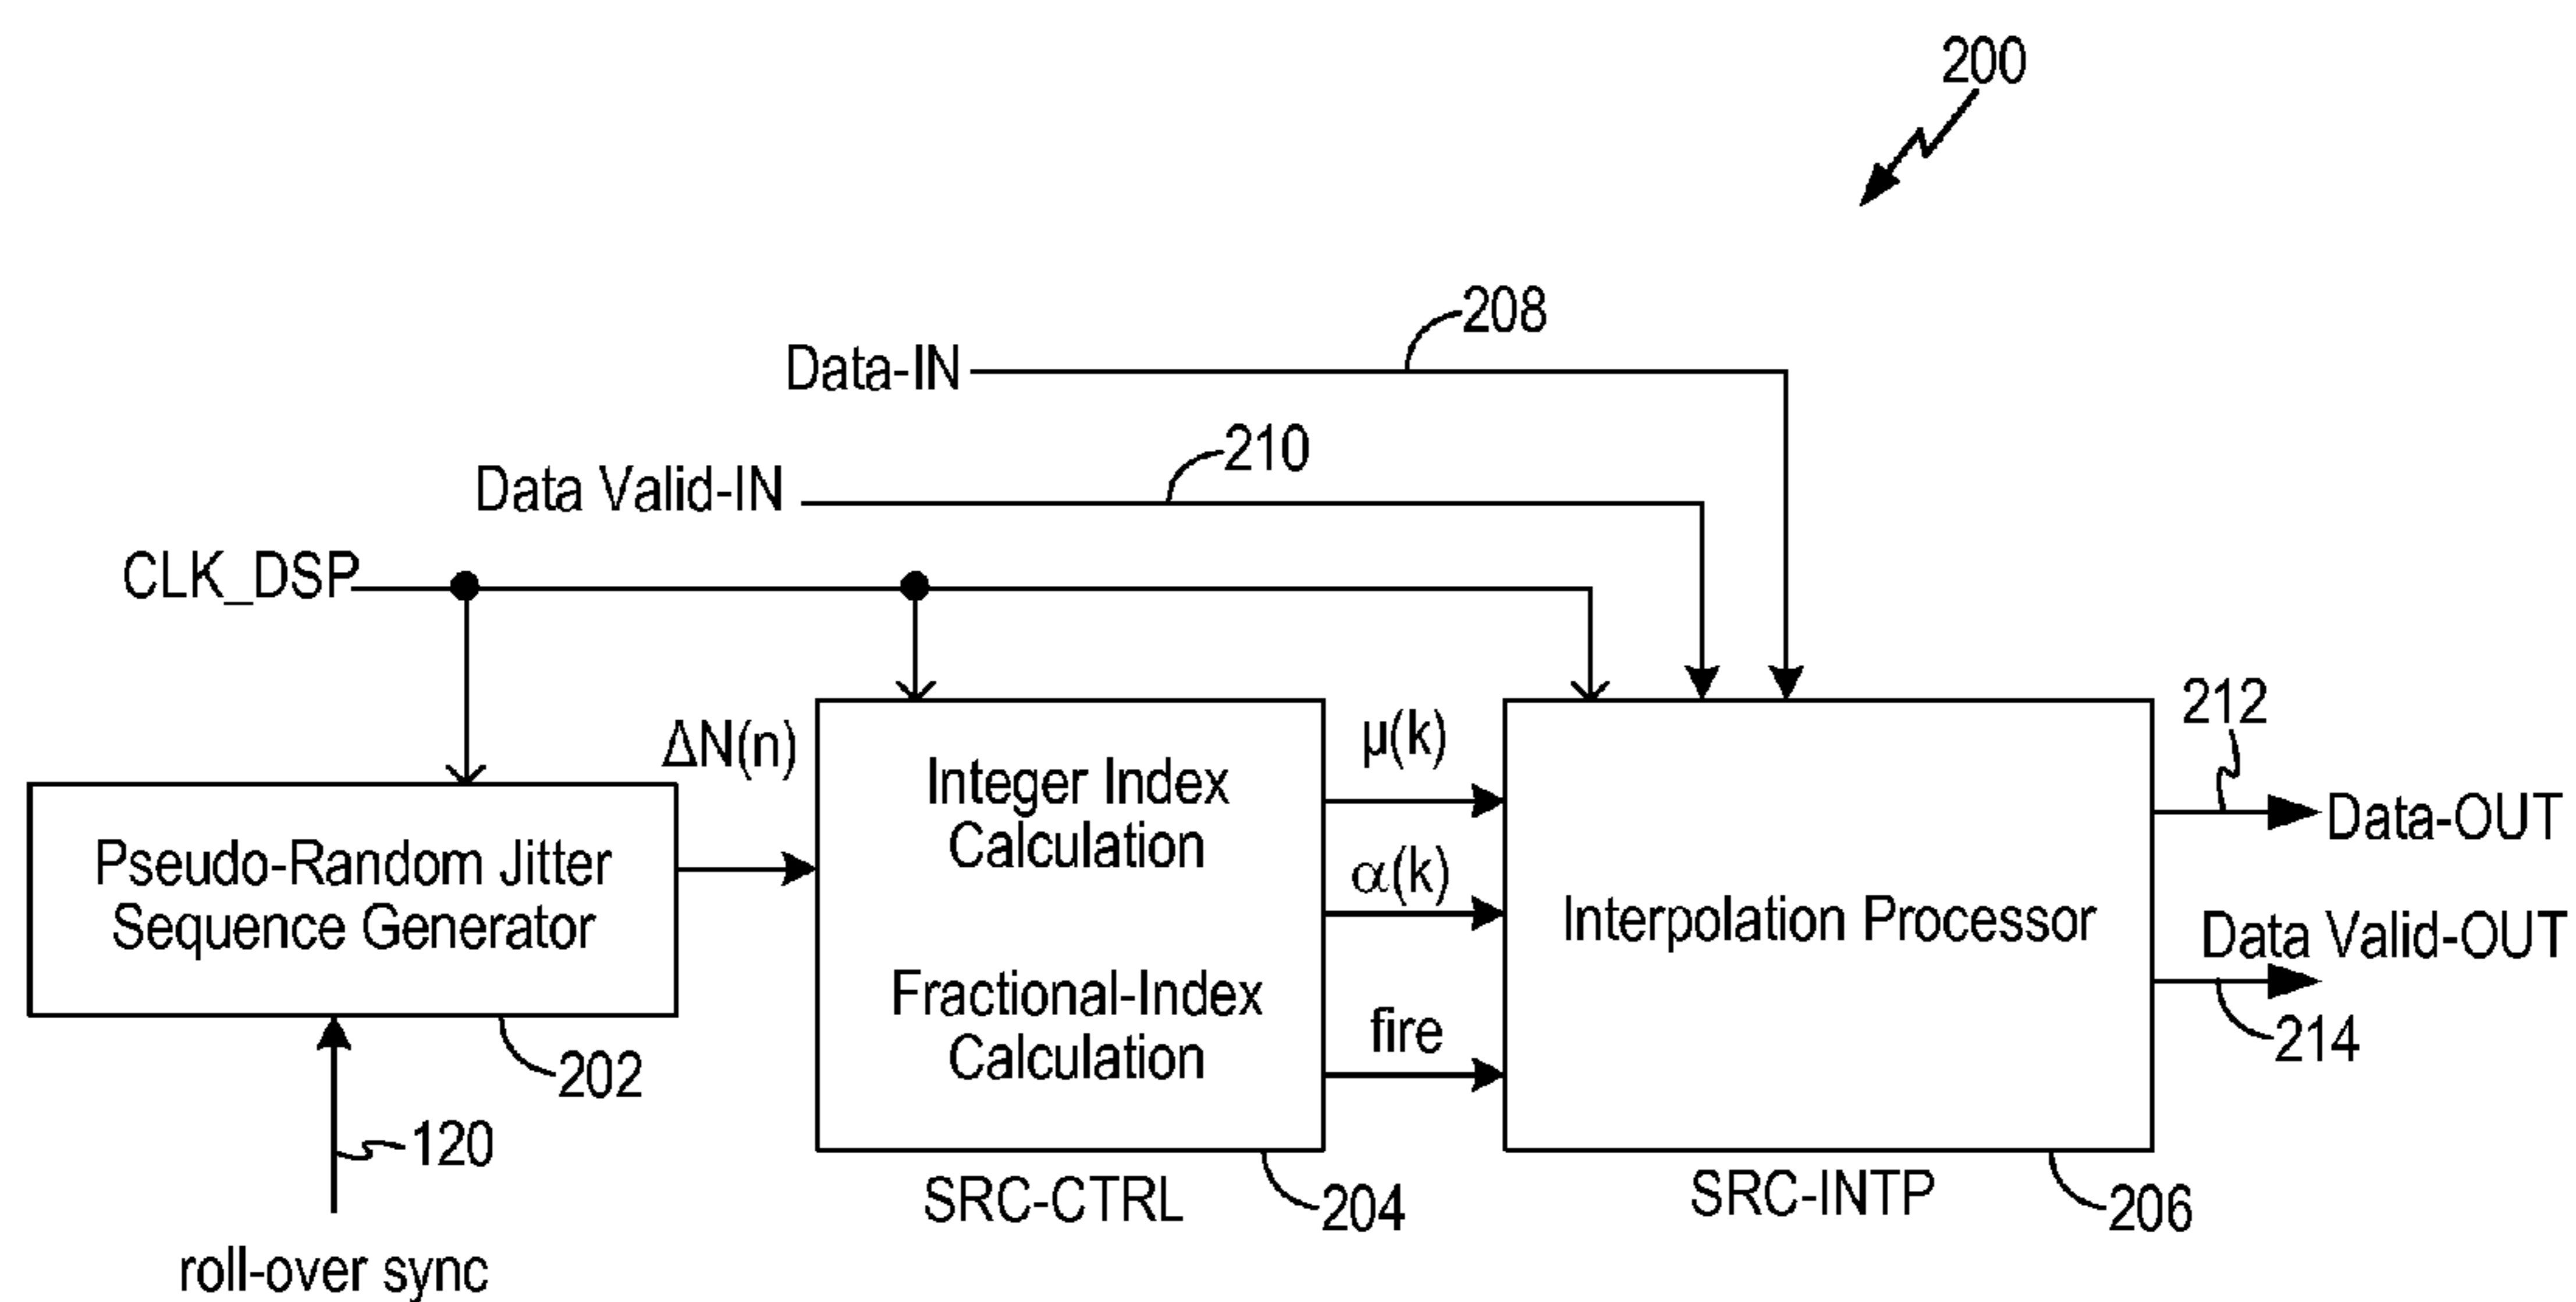 200
208
Data-IN
210
Data Valid-IN
CLK_DSP
ΔN(n)
Pseudo-Random Jitter
Sequence Generator
202
120
roll-over sync
Integer Index
Calculation
Fractional-Index
Calculation
SRC-CTRL
204
μ(k)
α(k)
fire
Interpolation Processor
SRC-INTP
206
212
Data-OUT
Data Valid-OUT
214